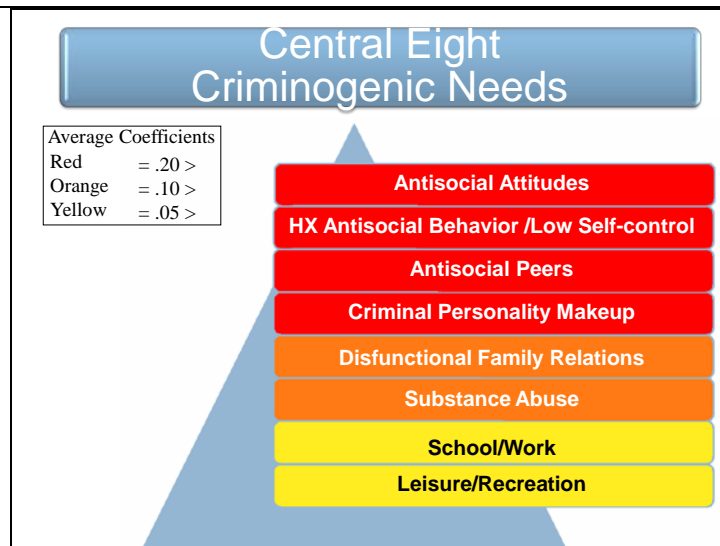 Central Eight
Criminogenic Needs
Average Coefficients
Red = .20 >
Orange = .10 >
Yellow = .05 >
Antisocial Attitudes
HX Antisocial Behavior /Low Self-control
Antisocial Peers
Criminal Personality Makeup
Disfunctional Family Relations
Substance Abuse
School/Work
Leisure/Recreation